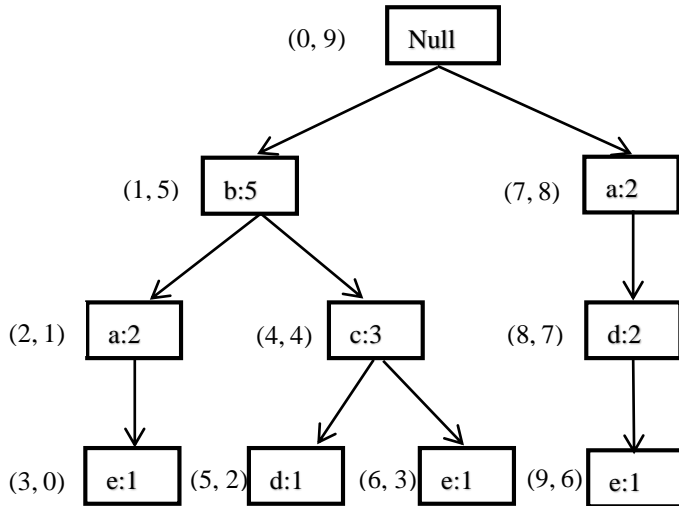 (0, 9) Null
(1, 5) b:5 (7, 8) a:2
(2, 1) a:2 (4, 4) c:3 (8, 7) d:2
(3, 0) e:1 (5, 2) d:1 (6, 3) e:1 (9, 6) e:1